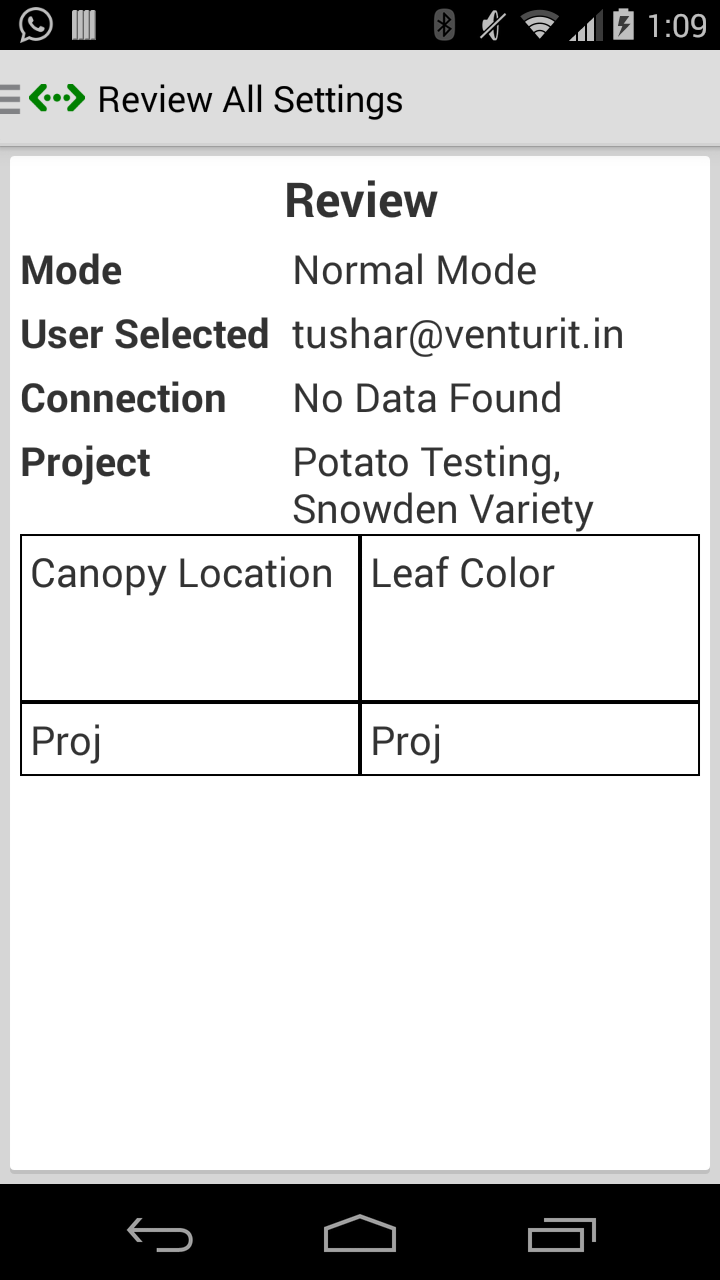 1:09
Review All Settings
Review
Mode Normal Mode
User Selected tushar@venturit.in
Connection No Data Found
Project Potato Testing,
Snowden Variety
Canopy Location Leaf Color
Proj Proj